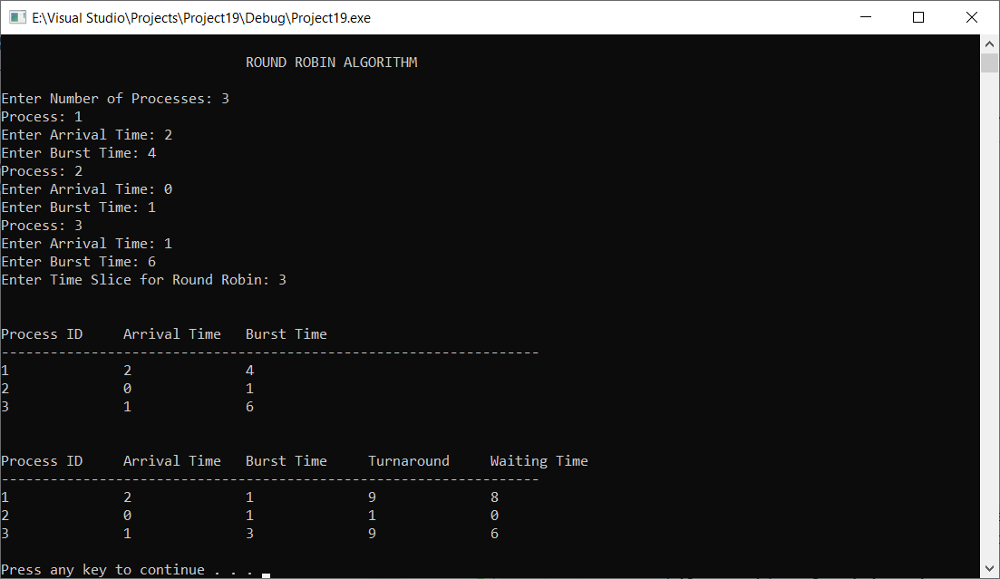 E:\Visual Studio\Projects\Project19\Debug\Project19.exe
ROUND ROBIN ALGORITHM
Enter Number of Processes: 3
Process: 1
Enter Arrival Time: 2
Enter Burst Time: 4
Process: 2
Enter Arrival Time: 0
Enter Burst Time: 1
Process: 3
Enter Arrival Time: 1
Enter Burst Time: 6
Enter Time Slice for Round Robin: 3
Process ID     Arrival Time   Burst Time
------------------------------------------------------------------
1              2              4
2              0              1
3              1              6
Process ID     Arrival Time   Burst Time     Turnaround     Waiting Time
------------------------------------------------------------------
1              2              1              9              8
2              0              1              1              0
3              1              3              9              6
Press any key to continue . . .